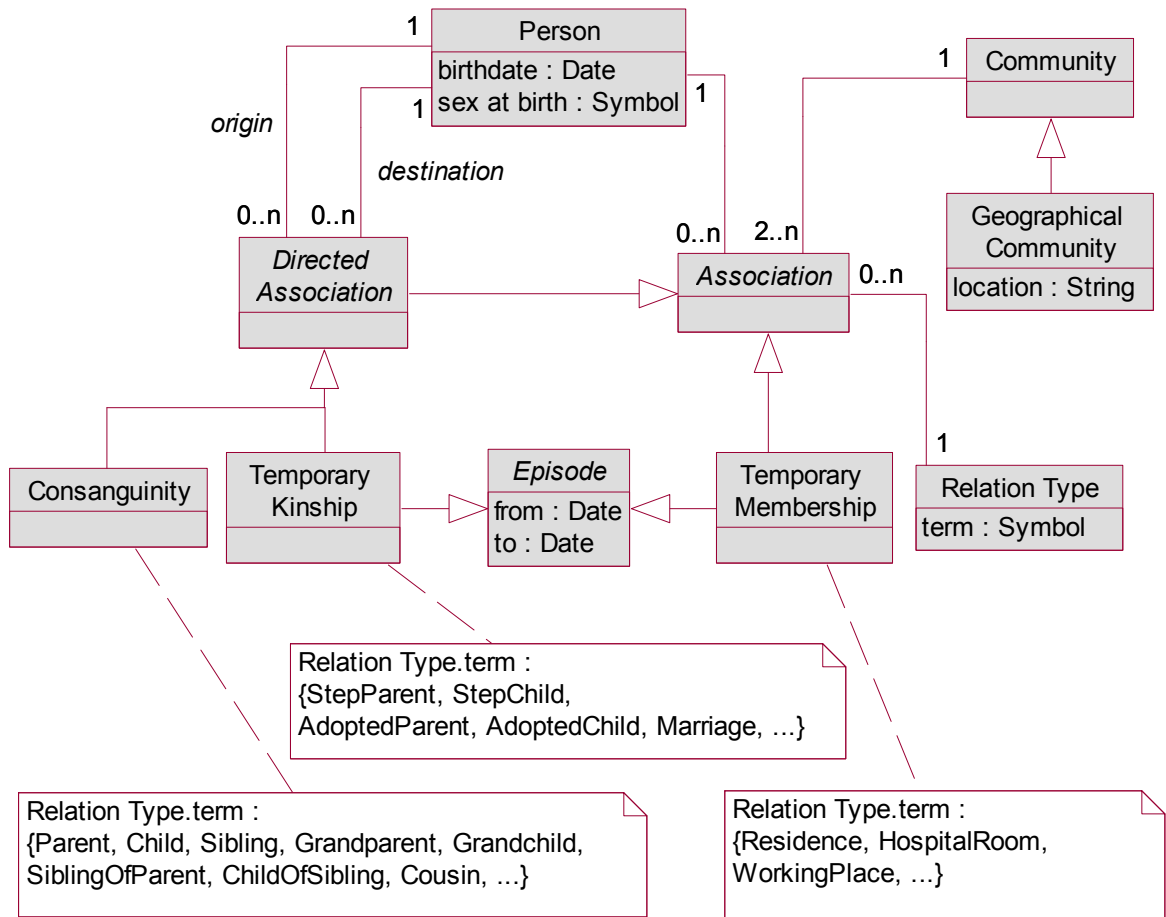 1
Person
birthdate : Date
sex at birth : Symbol
1
1
origin
destination
0..n
0..n
1
Community
Geographical
Community
location : String
0..n
2..n
Directed
Association
Association
0..n
Consanguinity
Temporary
Kinship
Episode
from : Date
to : Date
Temporary
Membership
1
Relation Type
term : Symbol
Relation Type.term :
{StepParent, StepChild,
AdoptedParent, AdoptedChild, Marriage, ...}
Relation Type.term :
{Parent, Child, Sibling, Grandparent, Grandchild,
SiblingOfParent, ChildOfSibling, Cousin, ...}
Relation Type.term :
{Residence, HospitalRoom,
WorkingPlace, ...}